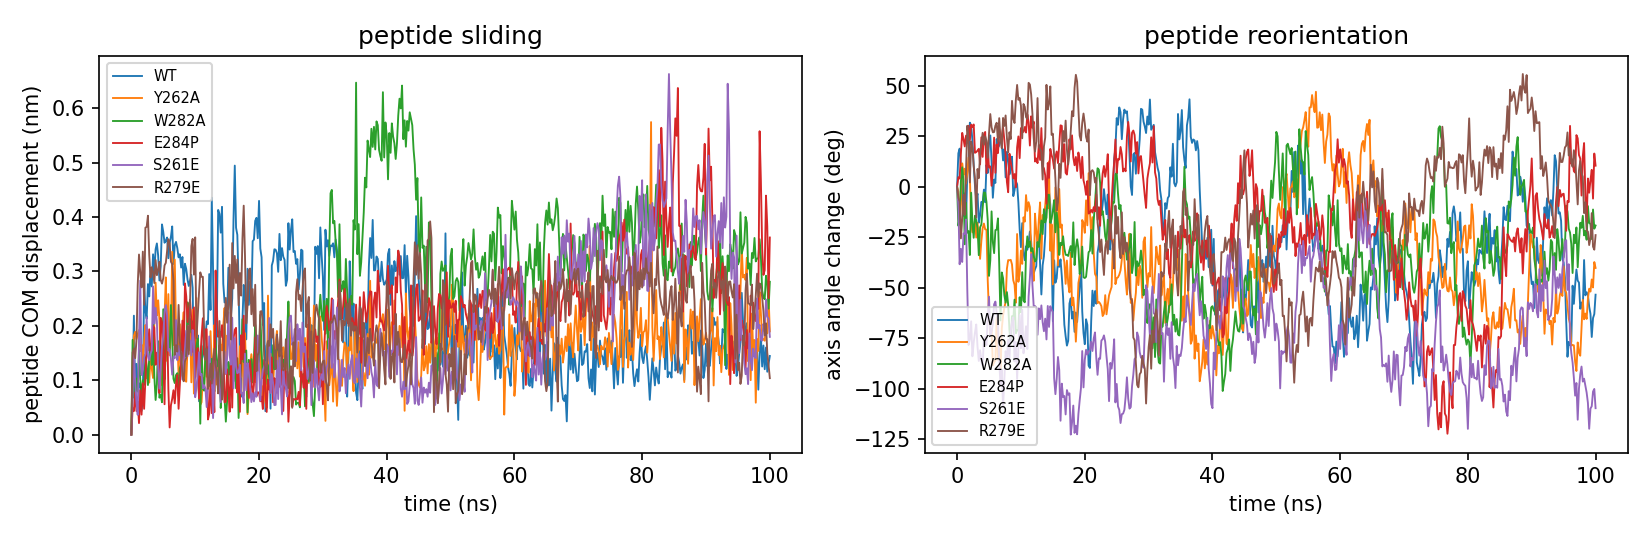 peptide sliding
peptide COM displacement (nm)
0.6
0.5
0.4
0.3
0.2
0.1
0.0
WT
Y262A
W282A
E284P
S261E
R279E
0 20 40 60 80 100
time (ns)
peptide reorientation
axis angle change (deg)
50
25
0
−25
−50
−75
−100
−125
WT
Y262A
W282A
E284P
S261E
R279E
0 20 40 60 80 100
time (ns)